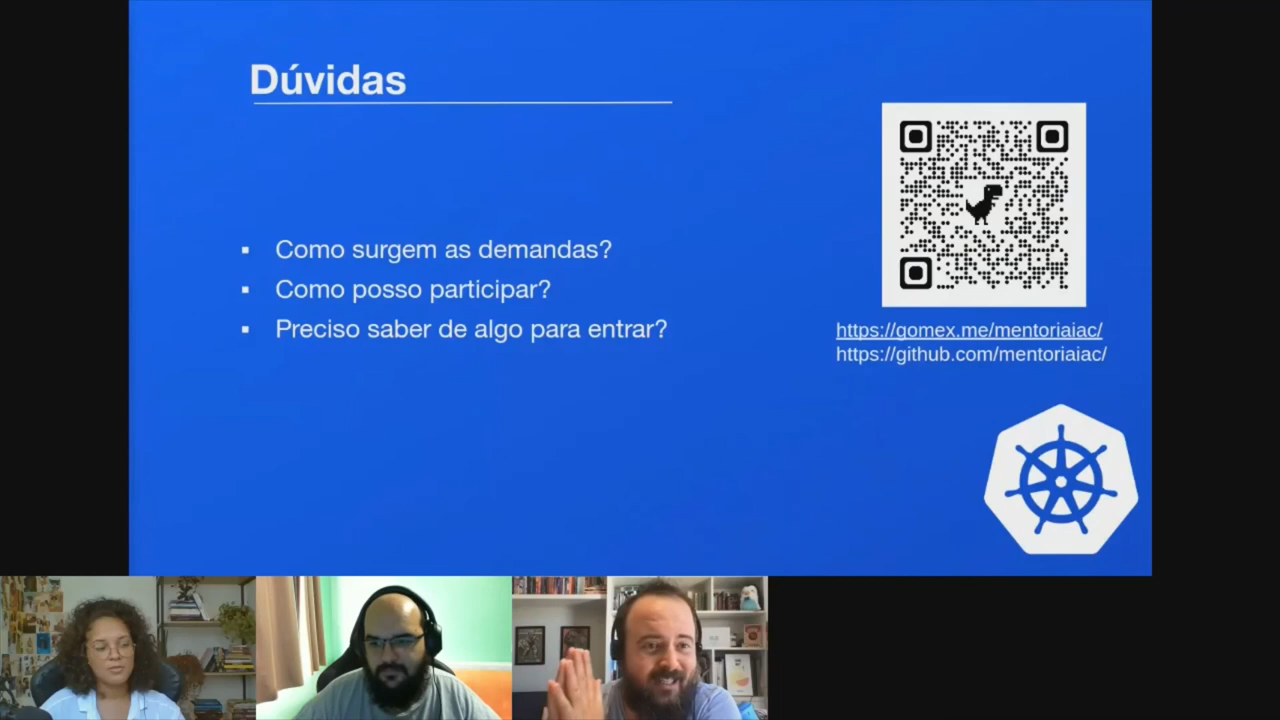 Dúvidas
▪ Como surgem as demandas?
▪ Como posso participar?
▪ Preciso saber de algo para entrar?
https://gomex.me/mentoriaiac/
https://github.com/mentoriaiac/